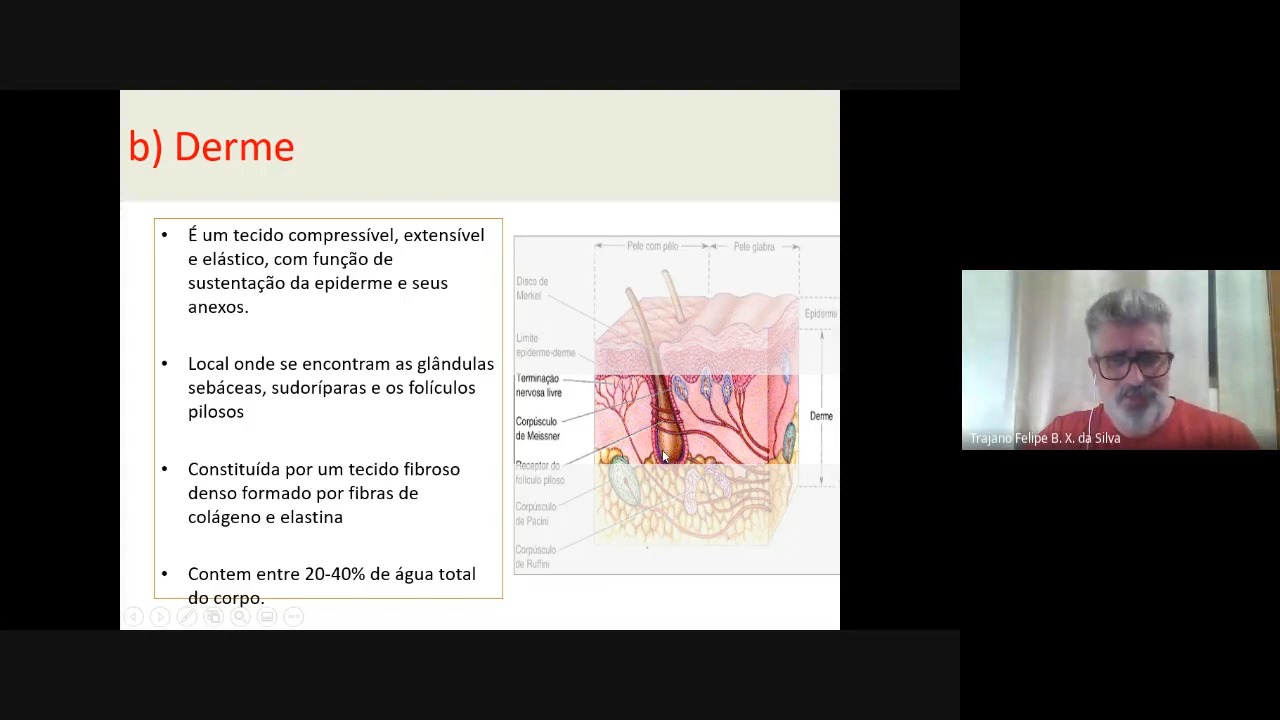 b) Derme
• É um tecido compressível, extensível
e elástico, com função de
sustentação da epiderme e seus
anexos.
• Local onde se encontram as glândulas
sebáceas, sudoríparas e os folículos
pilosos
• Constituída por um tecido fibroso
denso formado por fibras de
colágeno e elastina
• Contem entre 20-40% de água total
do corpo.
Pele com pêlo
Pele glabra
Disco de
Merkel
Limite
epiderme-derme
Terminação
nervosa livre
Corpúsculo
de Meissner
Receptor do
folículo piloso
Corpúsculo
de Pacini
Corpúsculo
de Ruffini
Epiderme
Derme
Trajano Felipe B. X. da Silva